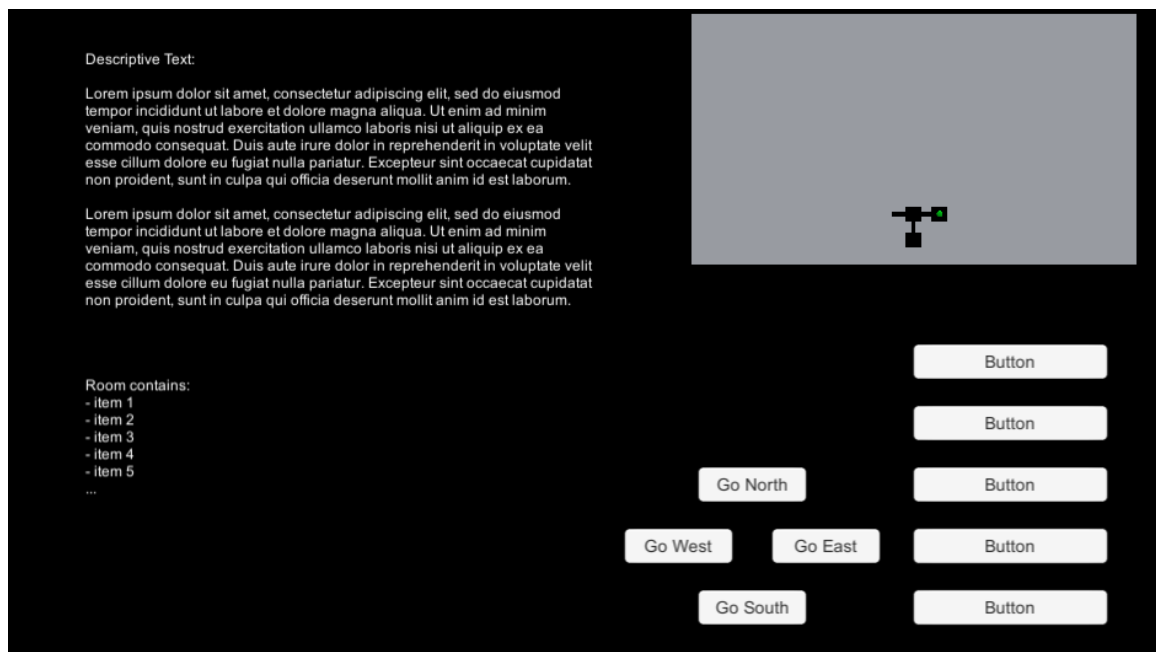 Descriptive Text:
Lorem ipsum dolor sit amet, consectetur adipiscing elit, sed do eiusmod
tempor incididunt ut labore et dolore magna aliqua. Ut enim ad minim
veniam, quis nostrud exercitation ullamco laboris nisi ut aliquip ex ea
commodo consequat. Duis aute irure dolor in reprehenderit in voluptate velit
esse cillum dolore eu fugiat nulla pariatur. Excepteur sint occaecat cupidatat
non proident, sunt in culpa qui officia deserunt mollit anim id est laborum.
Lorem ipsum dolor sit amet, consectetur adipiscing elit, sed do eiusmod
tempor incididunt ut labore et dolore magna aliqua. Ut enim ad minim
veniam, quis nostrud exercitation ullamco laboris nisi ut aliquip ex ea
commodo consequat. Duis aute irure dolor in reprehenderit in voluptate velit
esse cillum dolore eu fugiat nulla pariatur. Excepteur sint occaecat cupidatat
non proident, sunt in culpa qui officia deserunt mollit anim id est laborum.
Room contains:
- item 1
- item 2
- item 3
- item 4
- item 5
...
Button
Button
Go North
Button
Go West
Go East
Button
Go South
Button